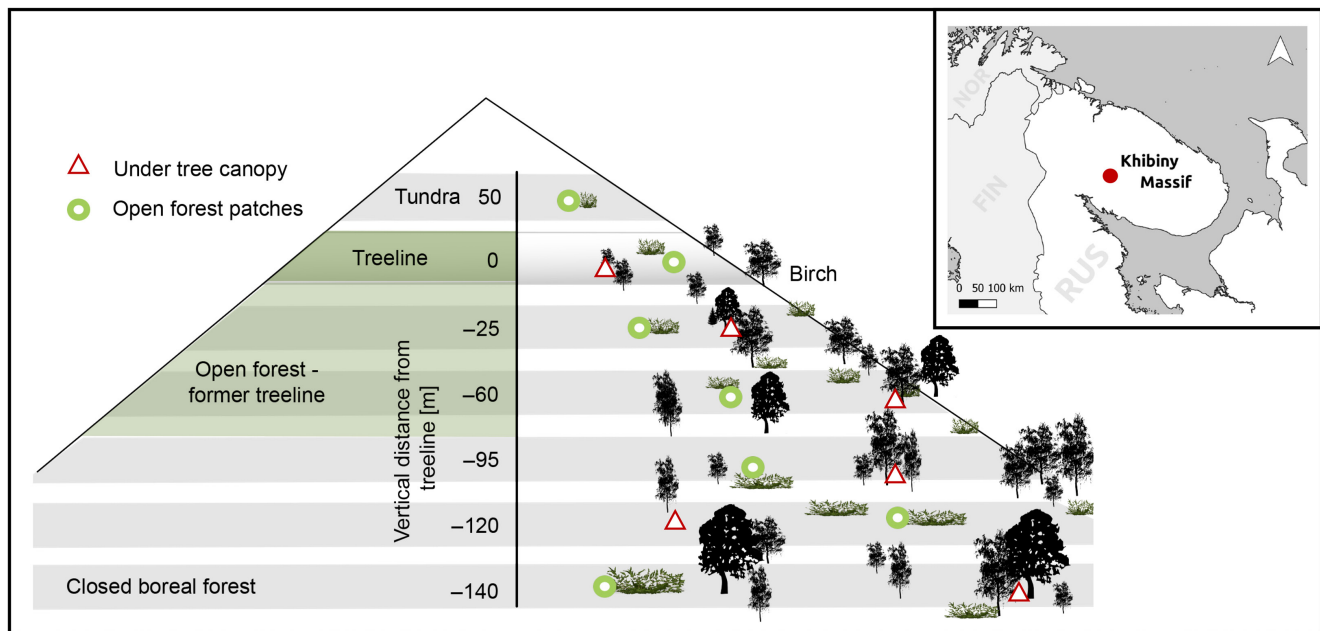 Under tree canopy
Open forest patches
Tundra 50
Treeline 0
Birch
–25
Open forest -
former treeline
–60
–95
–120
Closed boreal forest –140
Vertical distance from
treeline [m]
NOR
FIN
RUS
Khibiny
Massif
0 50 100 km